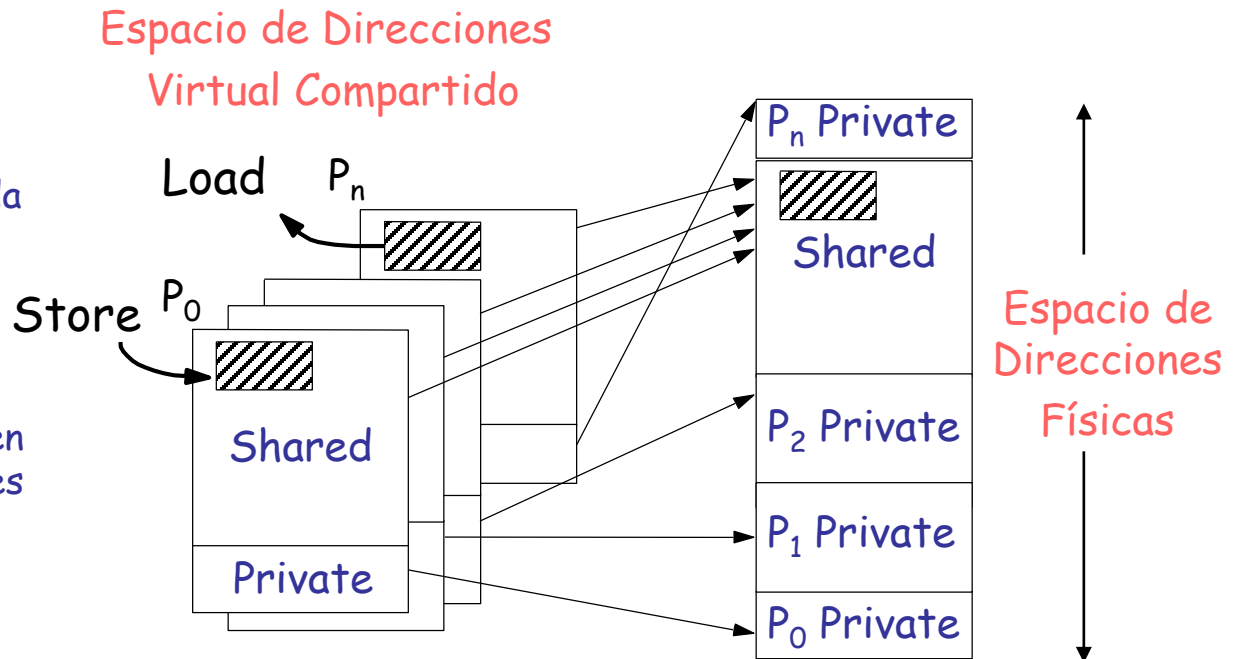 Espacio de Direcciones
Virtual Compartido
Load
Pn
Store
P0
Shared
Private
Pn Private
Shared
P2 Private
P1 Private
P0 Private
Espacio de
Direcciones
Físicas